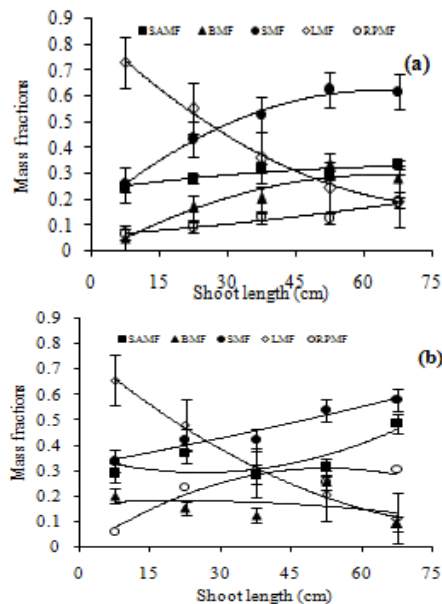 0.9
SAMF BMF SMF LMF RPMF
0.8
(a)
0.7
0.6
0.5
0.4
0.3
0.2
0.1
0
Mass fractions
0 15 30 45 60 75
Shoot length (cm)
0.9
SAMF BMF SMF LMF RPMF
0.8
(b)
0.7
0.6
0.5
0.4
0.3
0.2
0.1
0
Mass fractions
0 15 30 45 60 75
Shoot length (cm)